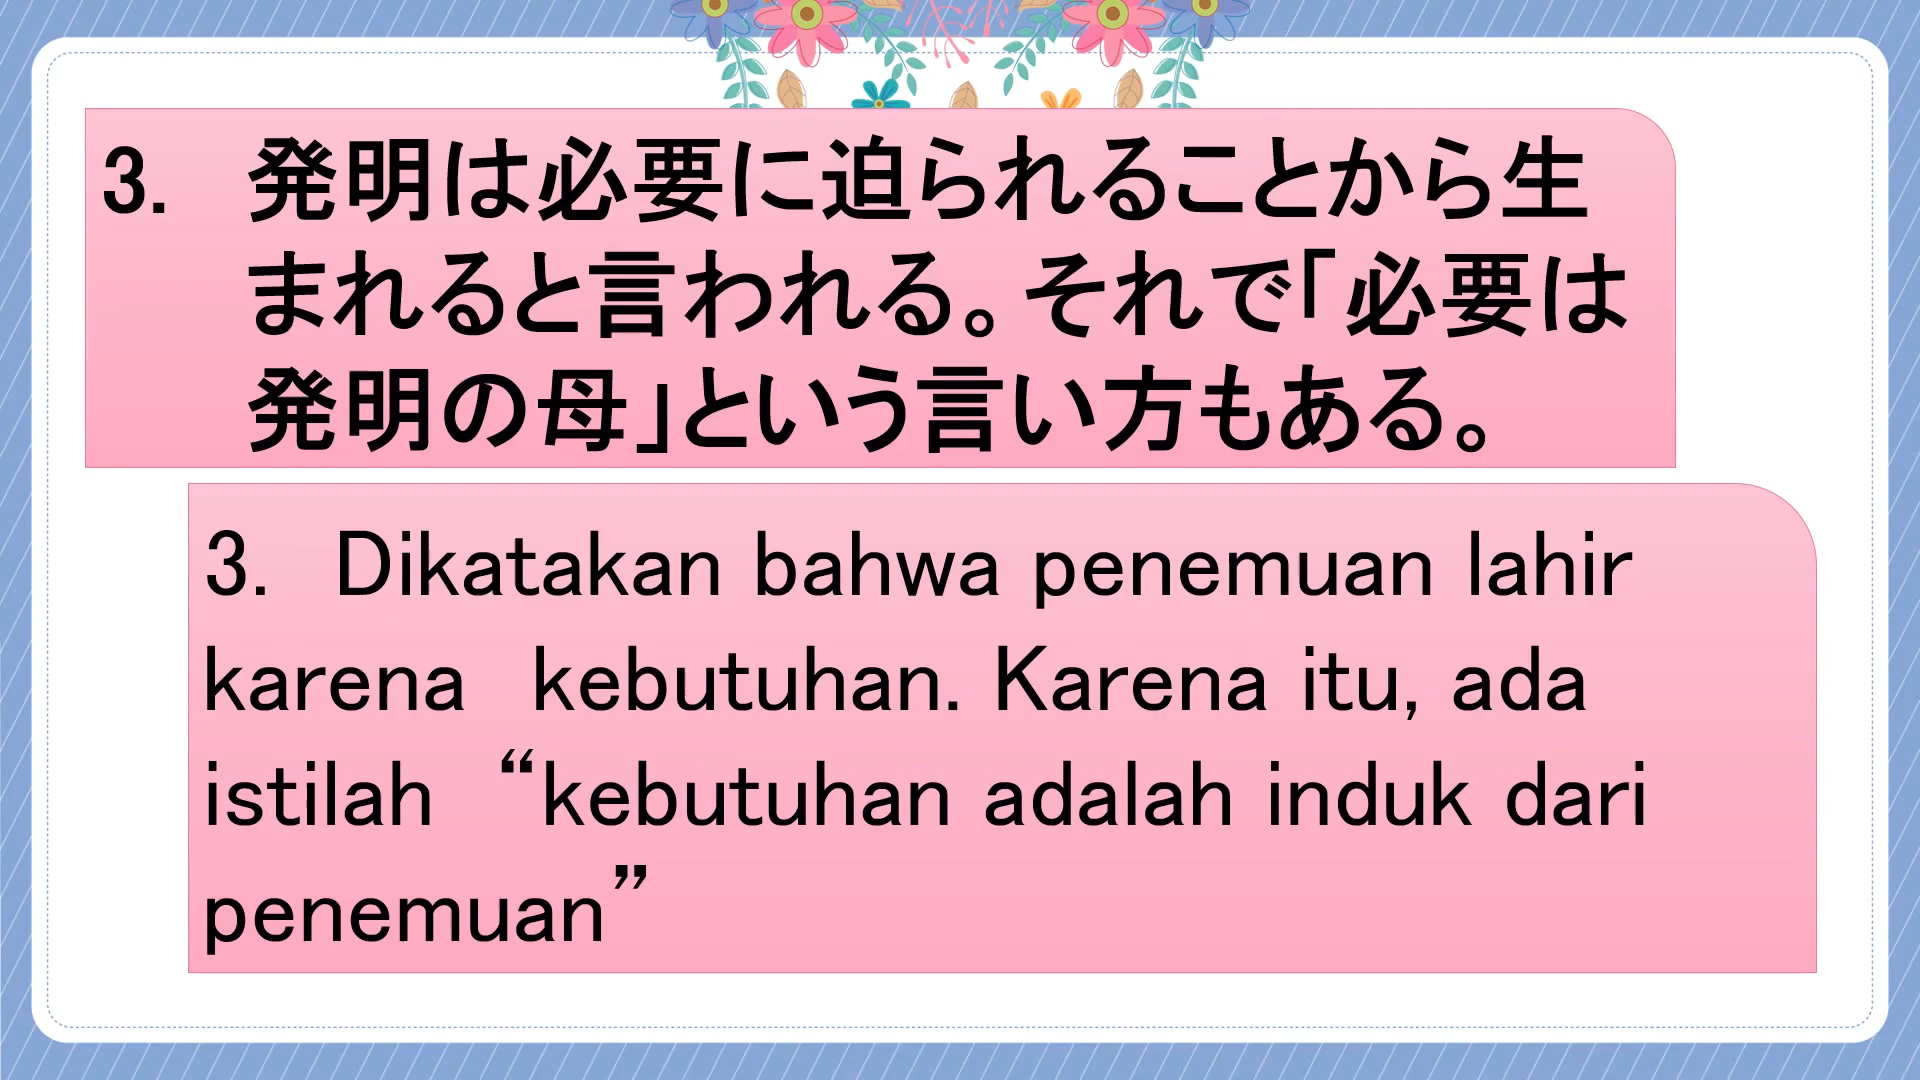 3. 発明は必要に迫られることから生
まれると言われる。それで「必要は
発明の母」という言い方もある。
3. Dikatakan bahwa penemuan lahir
karena kebutuhan. Karena itu, ada
istilah “kebutuhan adalah induk dari
penemuan”